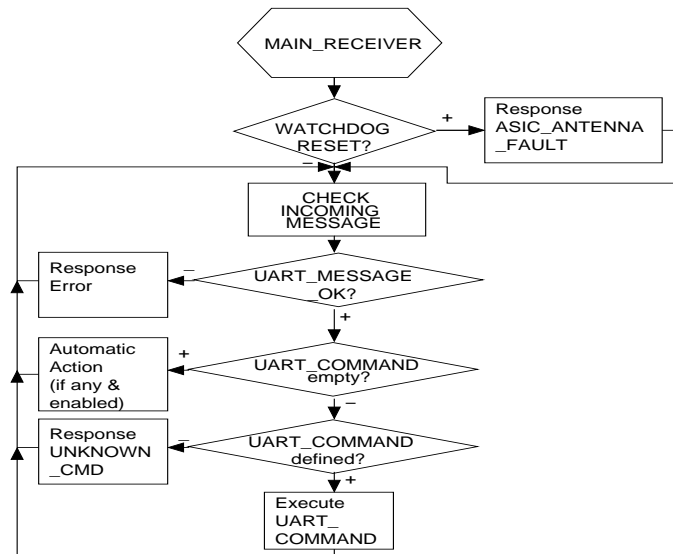 MAIN_RECEIVER
WATCHDOG
RESET?
+
Response
ASIC_ANTENNA
_FAULT
–
CHECK
INCOMING
MESSAGE
Response
Error
–
UART_MESSAGE
_OK?
+
Automatic
Action
(if any &
enabled)
+
UART_COMMAND
empty?
–
Response
UNKNOWN
_CMD
–
UART_COMMAND
defined?
+
Execute
UART_
COMMAND